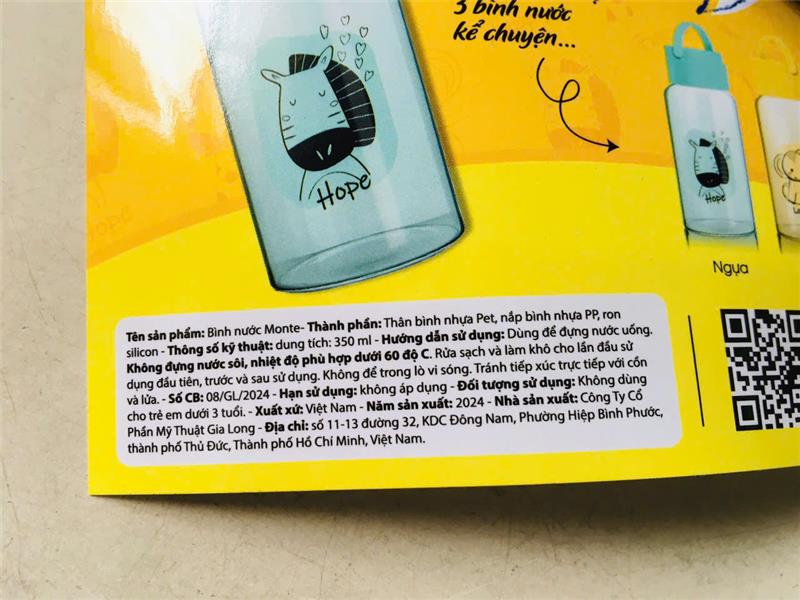 3 bình nước
kể chuyện...
Hope
Hope
Ngựa
Tên sản phẩm: Bình nước Monte- Thành phần: Thân bình nhựa Pet, nắp bình nhựa PP, ron
silicon - Thông số kỹ thuật: dung tích: 350 ml - Hướng dẫn sử dụng: Dùng để đựng nước uống.
Không đựng nước sôi, nhiệt độ phù hợp dưới 60 độ C. Rửa sạch và làm khô cho lần đầu sử
dụng đầu tiên, trước và sau sử dụng. Không để trong lò vi sóng. Tránh tiếp xúc trực tiếp với cồn
và lửa. - Số CB: 08/GL/2024 - Hạn sử dụng: không áp dụng - Đối tượng sử dụng: Không dùng
cho trẻ em dưới 3 tuổi. - Xuất xứ: Việt Nam - Năm sản xuất: 2024 - Nhà sản xuất: Công Ty Cổ
Phần Mỹ Thuật Gia Long - Địa chỉ: số 11-13 đường 32, KDC Đông Nam, Phường Hiệp Bình Phước,
thành phố Thủ Đức, Thành phố Hồ Chí Minh, Việt Nam.